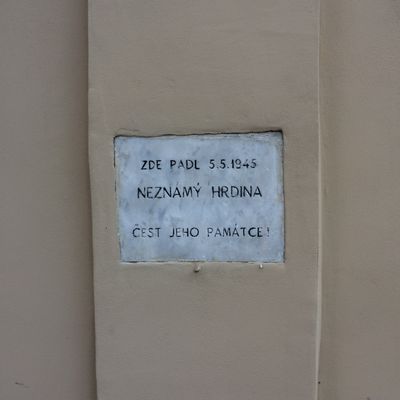 ZDE PADL 5.5.1945
NEZNÁMÝ HRDINA
ČEST JEHO PAMÁTCE!